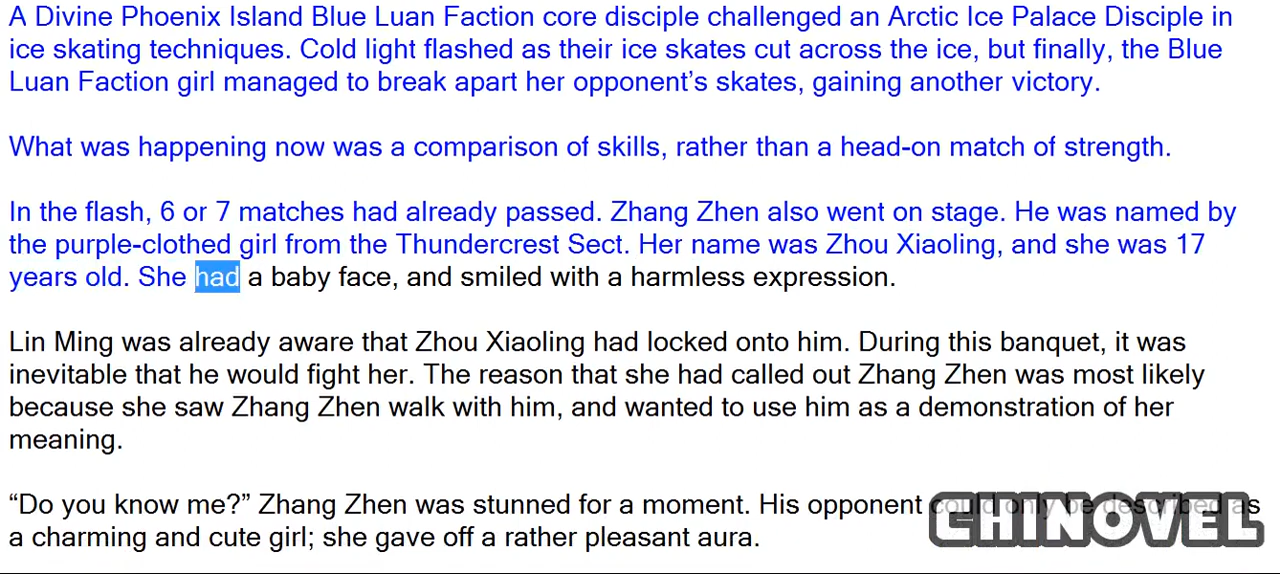 A Divine Phoenix Island Blue Luan Faction core disciple challenged an Arctic Ice Palace Disciple in
ice skating techniques. Cold light flashed as their ice skates cut across the ice, but finally, the Blue
Luan Faction girl managed to break apart her opponent’s skates, gaining another victory.
What was happening now was a comparison of skills, rather than a head-on match of strength.
In the flash, 6 or 7 matches had already passed. Zhang Zhen also went on stage. He was named by
the purple-clothed girl from the Thundercrest Sect. Her name was Zhou Xiaoling, and she was 17
years old. She had a baby face, and smiled with a harmless expression.
Lin Ming was already aware that Zhou Xiaoling had locked onto him. During this banquet, it was
inevitable that he would fight her. The reason that she had called out Zhang Zhen was most likely
because she saw Zhang Zhen walk with him, and wanted to use him as a demonstration of her
meaning.
“Do you know me?” Zhang Zhen was stunned for a moment. His opponent could only be described as
a charming and cute girl; she gave off a rather pleasant aura.
CHINOVEL